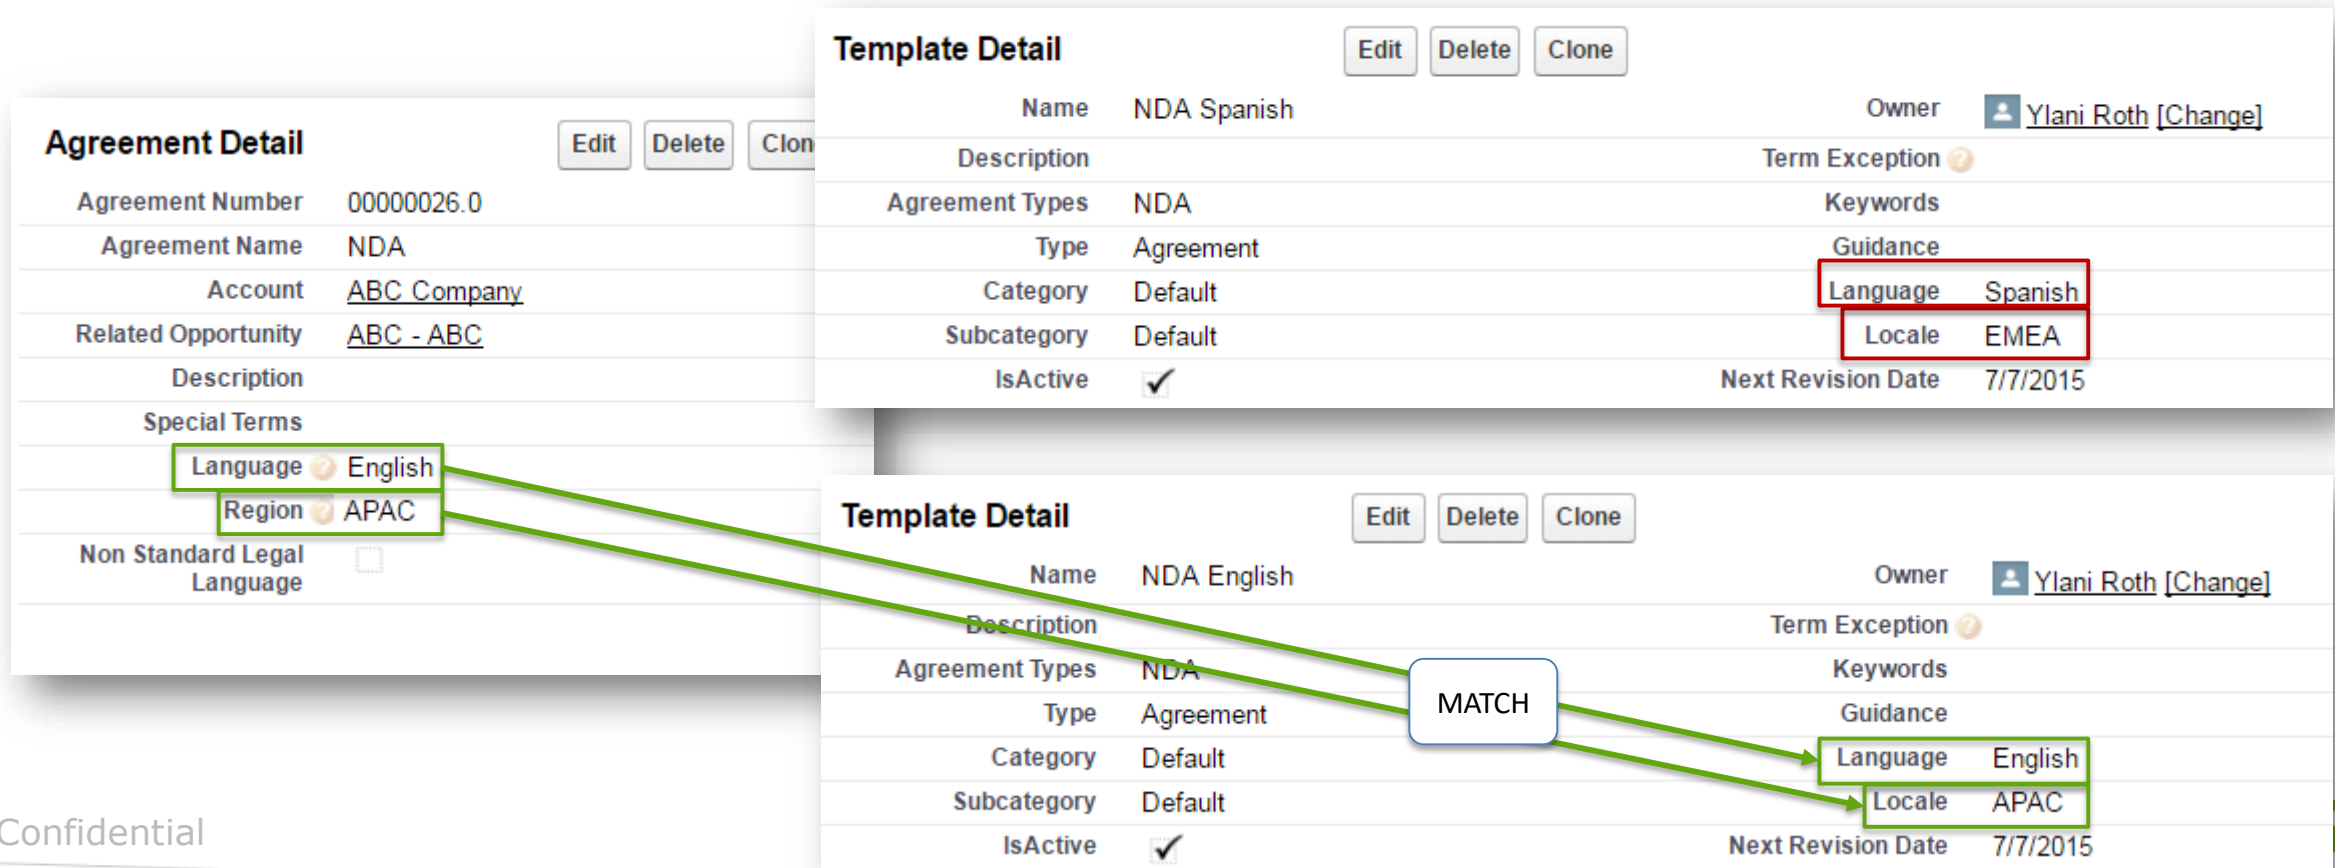 Agreement Detail
Edit Delete Clon
Agreement Number 00000026.0
Agreement Name NDA
Account ABC Company
Related Opportunity ABC - ABC
Description
Special Terms
Language ? English
Region ? APAC
Non Standard Legal
Language
Template Detail
Edit Delete Clone
Name NDA Spanish Owner Ylani Roth [Change]
Description Term Exception ?
Agreement Types NDA Keywords
Type Agreement Guidance
Category Default Language Spanish
Subcategory Default Locale EMEA
IsActive Next Revision Date 7/7/2015
Template Detail
Edit Delete Clone
Name NDA English Owner Ylani Roth [Change]
Description Term Exception ?
Agreement Types NDA Keywords
MATCH
Type Agreement Guidance
Category Default Language English
Subcategory Default Locale APAC
IsActive Next Revision Date 7/7/2015
Confidential